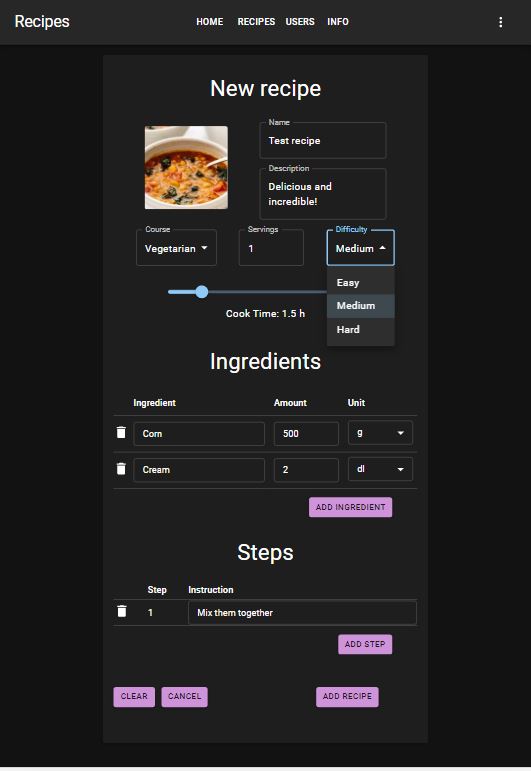 Recipes
HOME RECIPES USERS INFO
New recipe
Name
Test recipe
Description
Delicious and
incredible!
Course
Vegetarian
Servings
1
Difficulty
Medium
Easy
Medium
Hard
Cook Time: 1.5 h
Ingredients
Ingredient Amount Unit
Corn 500 g
Cream 2 dl
ADD INGREDIENT
Steps
Step Instruction
1 Mix them together
ADD STEP
CLEAR CANCEL ADD RECIPE